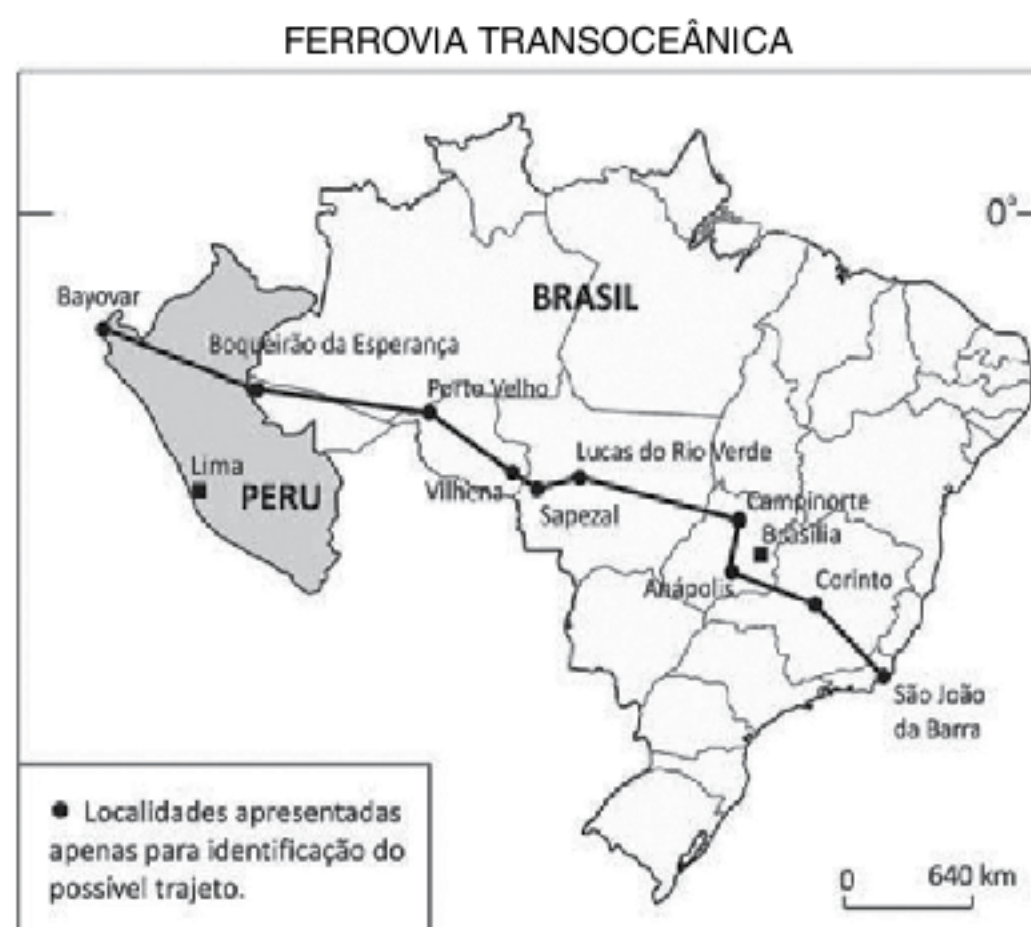 FERROVIA TRANSOCEÂNICA
0°
Bayovar
BRASIL
Boqueirão da Esperança
Porto Velho
Lucas do Rio Verde
Lima
PERU
Vilhena
Sapezal
Campinorte
Brasília
Anápolis
Corinto
São João
da Barra
● Localidades apresentadas
apenas para identificação do
possível trajeto.
0 640 km